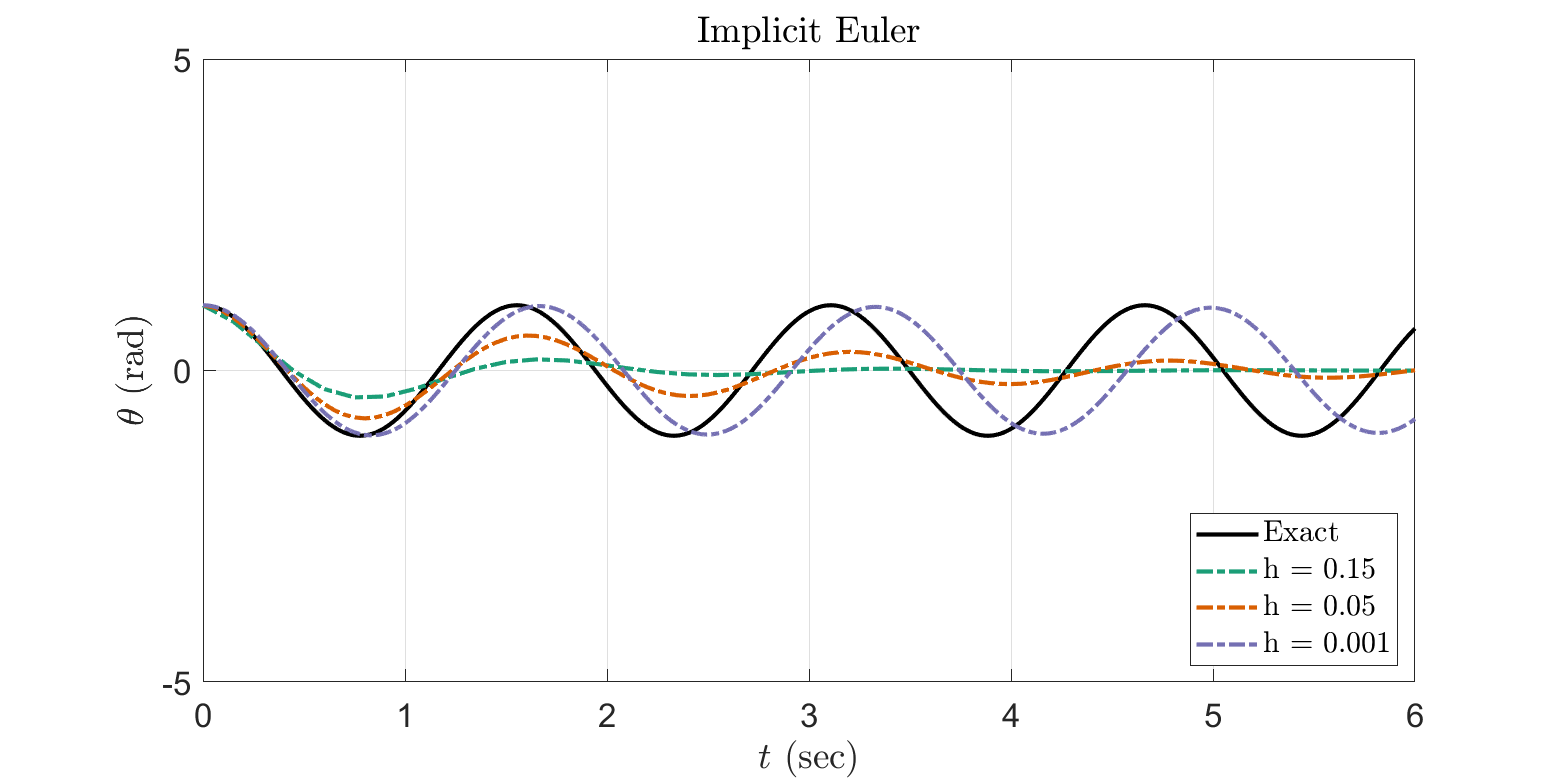 Implicit Euler
5
0
-5
θ (rad)
0 1 2 3 4 5 6
t (sec)
Exact
h = 0.15
h = 0.05
h = 0.001